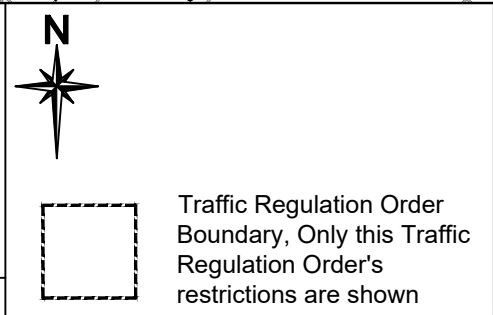 N
Traffic Regulation Order
Boundary, Only this Traffic
Regulation Order's
restrictions are shown